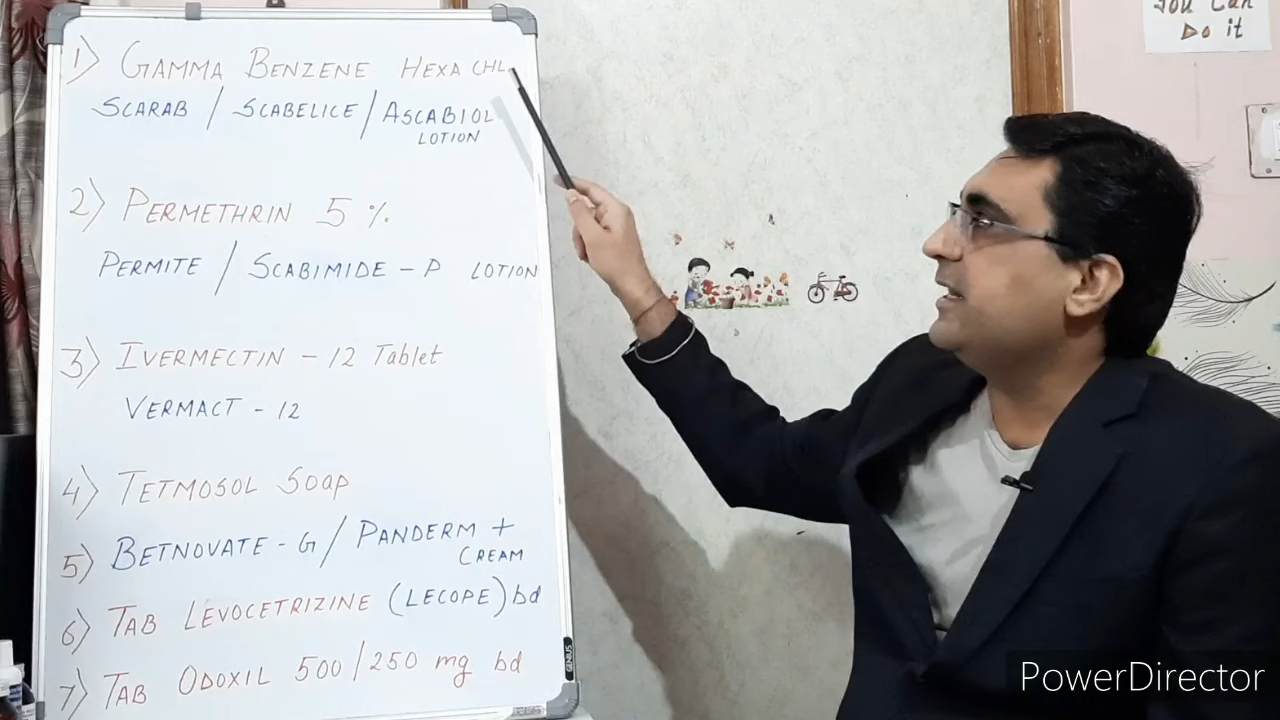 You Can
Do it
1) GAMMA BENZENE HEXA CHL
SCARAB / SCABELICE / ASCABIOL
LOTION
2) PERMETHRIN 5 %
PERMITE / SCABIMIDE - P LOTION
3) IVERMECTIN - 12 Tablet
VERMACT - 12
4) TETMOSOL SOAP
5) BETNOVATE - G / PANDERM +
CREAM
6) TAB LEVOCETRIZINE (LECOPE) bd
7) TAB ODOXIL 500/250 mg bd
GENIUS
PowerDirector